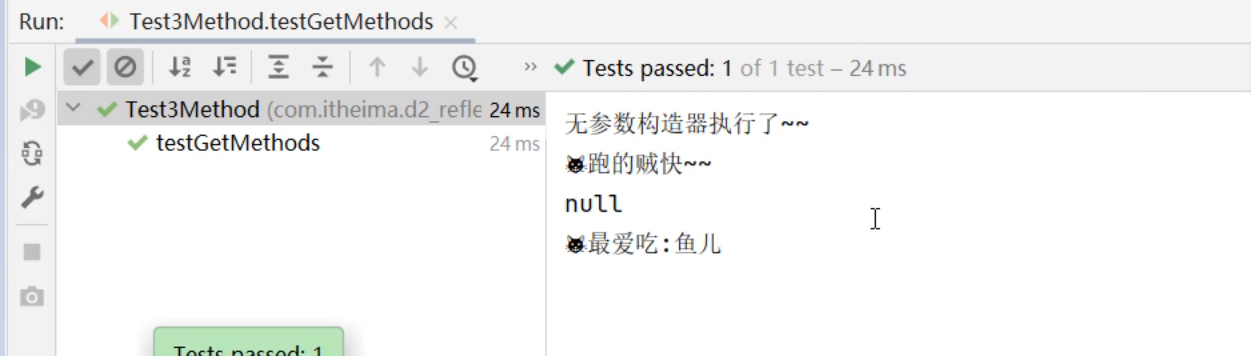 Run: Test3Method.testGetMethods ×
» Tests passed: 1 of 1 test – 24 ms
Test3Method (com.itheima.d2_refle 24 ms
testGetMethods 24 ms
无参数构造器执行了~~
🐱跑的贼快~~
null
🐱最爱吃:鱼儿
Tests passed: 1